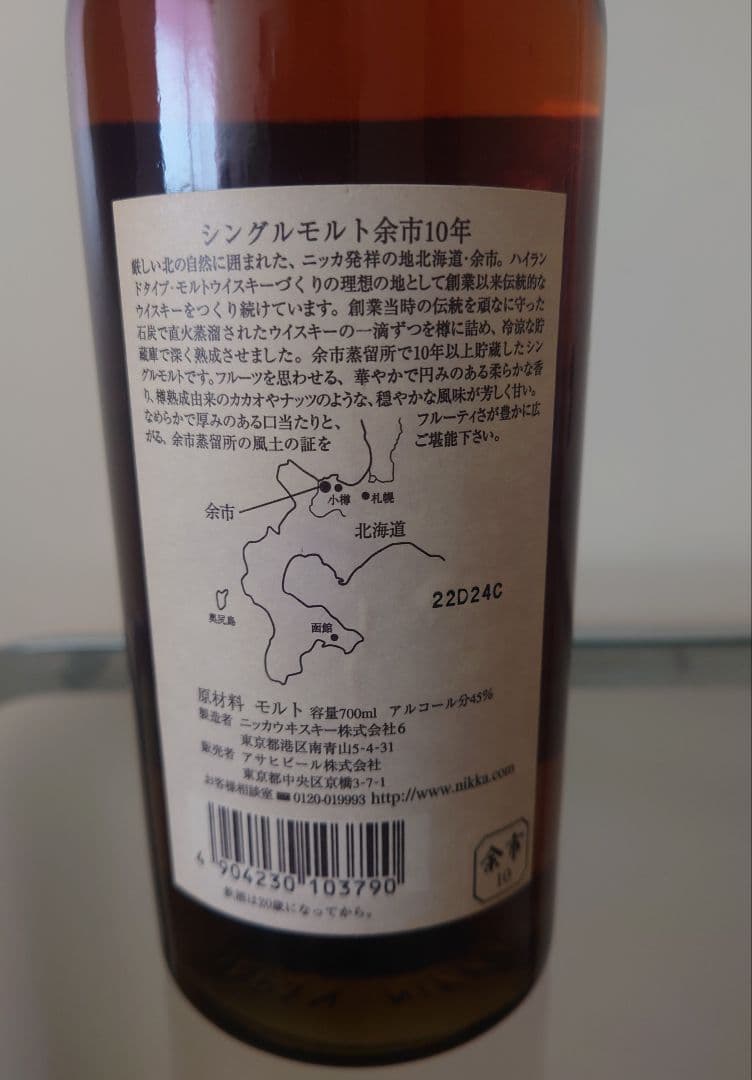 シングルモルト余市10年
厳しい北の自然に囲まれた、ニッカ発祥の地北海道・余市。ハイラン
ドタイプ・モルトウイスキーづくりの理想の地として創業以来伝統的な
ウイスキーをつくり続けています。創業当時の伝統を頑なに守った
石炭で直火蒸溜されたウイスキーの一滴ずつを樽に詰め、冷涼な貯
蔵庫で深く熟成させました。余市蒸留所で10年以上貯蔵したシン
グルモルトです。フルーツを思わせる、華やかで円みのある柔らかな香
り、樽熟成由来のカカオやナッツのような、穏やかな風味が芳しく甘い。
なめらかで厚みのある口当たりと、フルーティさが豊かに広
がる、余市蒸留所の風土の証をご堪能下さい。
余市
小樽
札幌
北海道
22D24C
奥尻島
函館
原材料 モルト 容量700ml アルコール分45%
製造者 ニッカウヰスキー株式会社6
東京都港区南青山5-4-31
販売者 アサヒビール株式会社
東京都中央区京橋3-7-1
お客様相談室 0120-019993 http://www.nikka.com
4 904230 103790
余市
10
飲酒は20歳になってから。